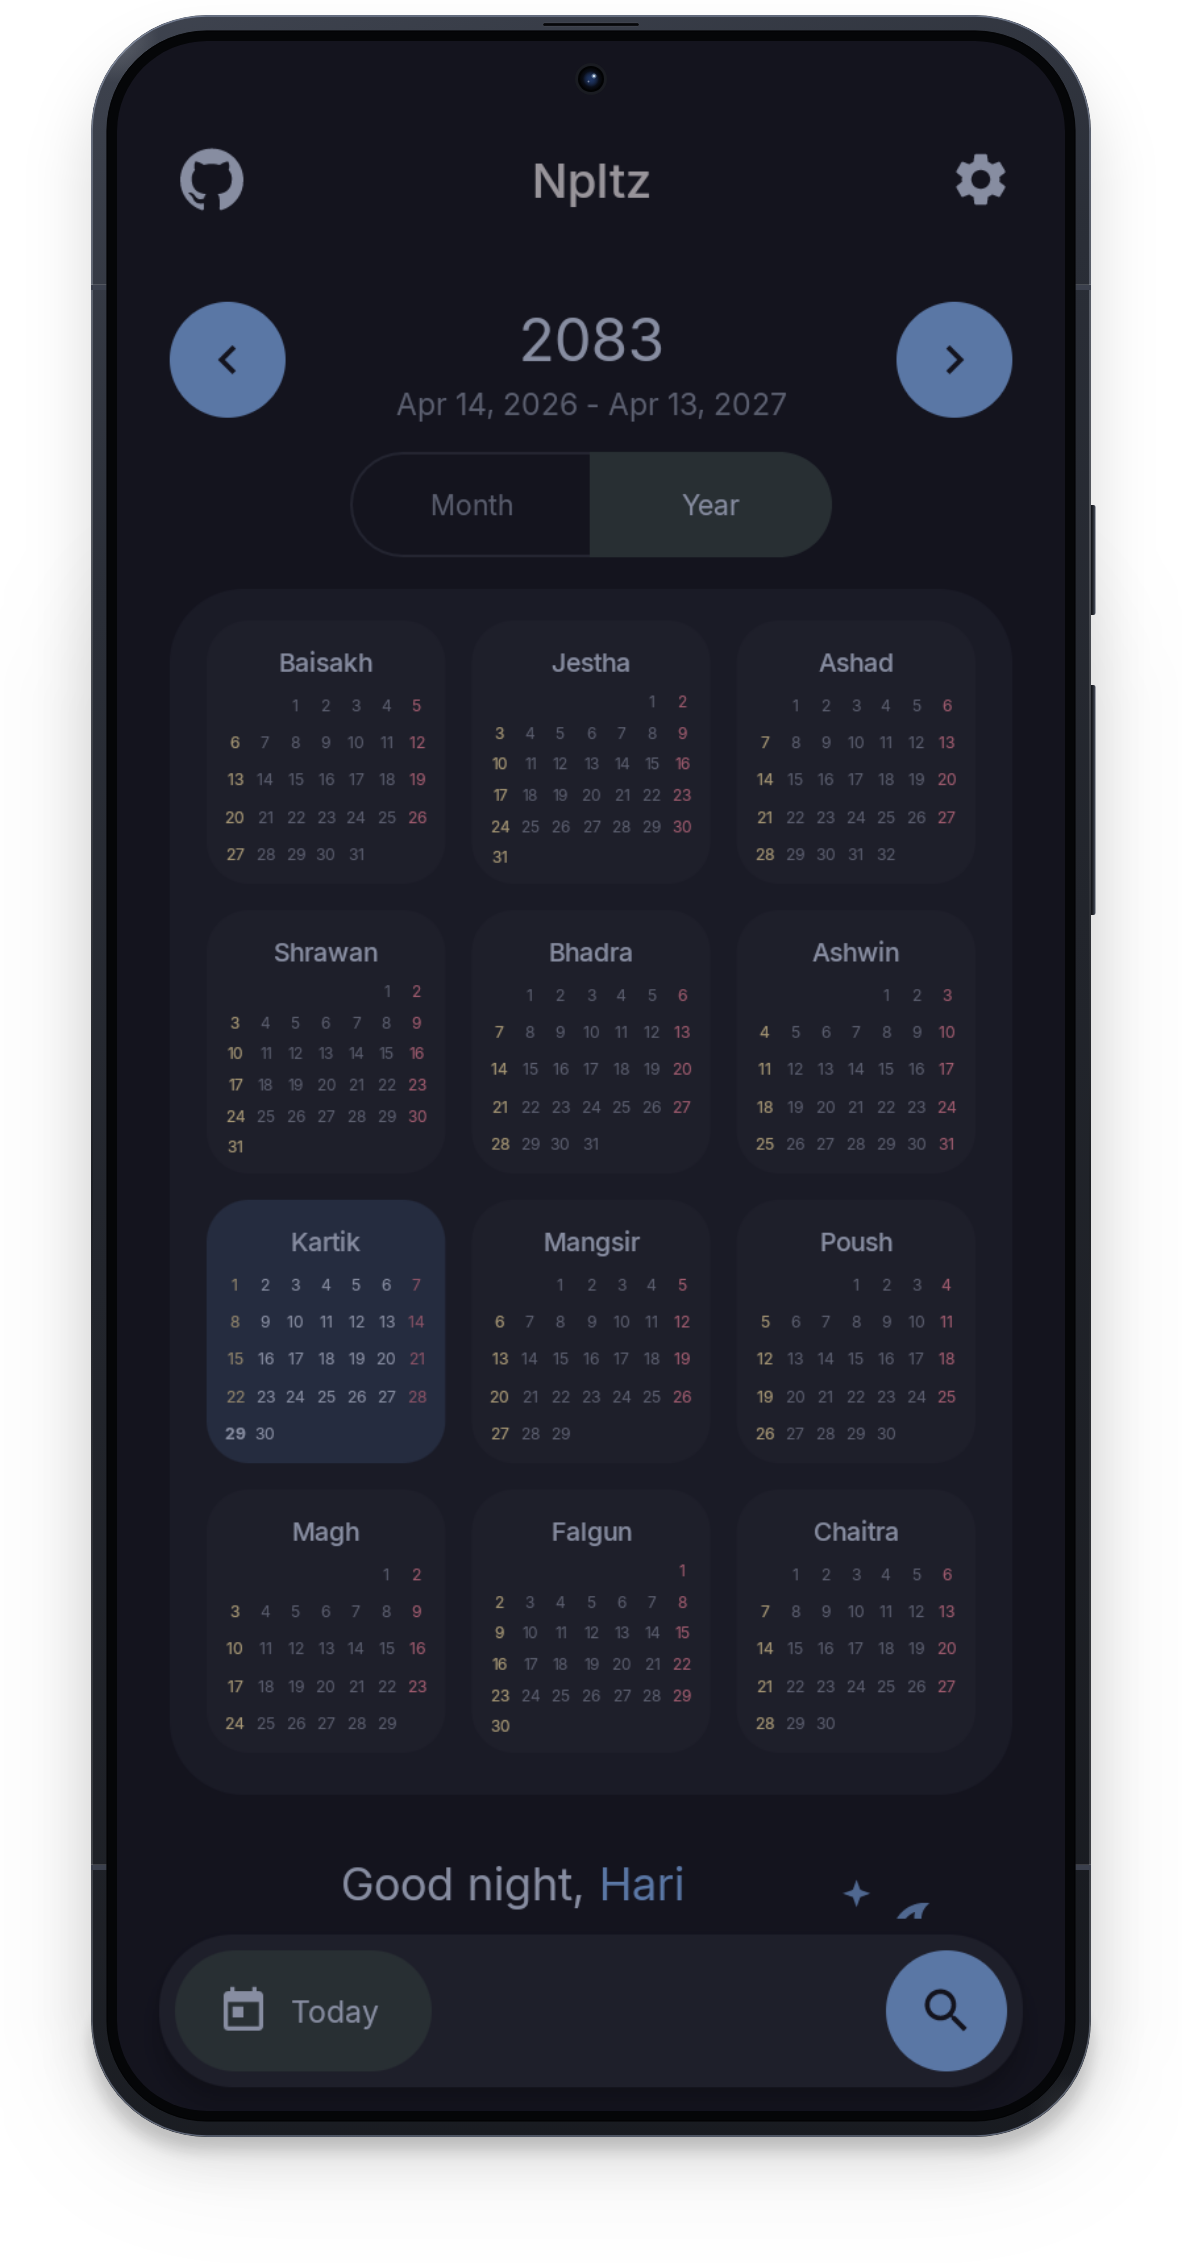 Npltz
2083
Apr 14, 2026 - Apr 13, 2027
Month Year
Baisakh
1 2 3 4 5
6 7 8 9 10 11 12
13 14 15 16 17 18 19
20 21 22 23 24 25 26
27 28 29 30 31
Jestha
1 2
3 4 5 6 7 8 9
10 11 12 13 14 15 16
17 18 19 20 21 22 23
24 25 26 27 28 29 30
31
Ashad
1 2 3 4 5 6
7 8 9 10 11 12 13
14 15 16 17 18 19 20
21 22 23 24 25 26 27
28 29 30 31 32
Shrawan
1 2
3 4 5 6 7 8 9
10 11 12 13 14 15 16
17 18 19 20 21 22 23
24 25 26 27 28 29 30
31
Bhadra
1 2 3 4 5 6
7 8 9 10 11 12 13
14 15 16 17 18 19 20
21 22 23 24 25 26 27
28 29 30 31
Ashwin
1 2 3
4 5 6 7 8 9 10
11 12 13 14 15 16 17
18 19 20 21 22 23 24
25 26 27 28 29 30 31
Kartik
1 2 3 4 5 6 7
8 9 10 11 12 13 14
15 16 17 18 19 20 21
22 23 24 25 26 27 28
29 30
Mangsir
1 2 3 4 5
6 7 8 9 10 11 12
13 14 15 16 17 18 19
20 21 22 23 24 25 26
27 28 29
Poush
1 2 3 4
5 6 7 8 9 10 11
12 13 14 15 16 17 18
19 20 21 22 23 24 25
26 27 28 29 30
Magh
1 2
3 4 5 6 7 8 9
10 11 12 13 14 15 16
17 18 19 20 21 22 23
24 25 26 27 28 29
Falgun
1
2 3 4 5 6 7 8
9 10 11 12 13 14 15
16 17 18 19 20 21 22
23 24 25 26 27 28 29
30
Chaitra
1 2 3 4 5 6
7 8 9 10 11 12 13
14 15 16 17 18 19 20
21 22 23 24 25 26 27
28 29 30
Good night, Hari
Today